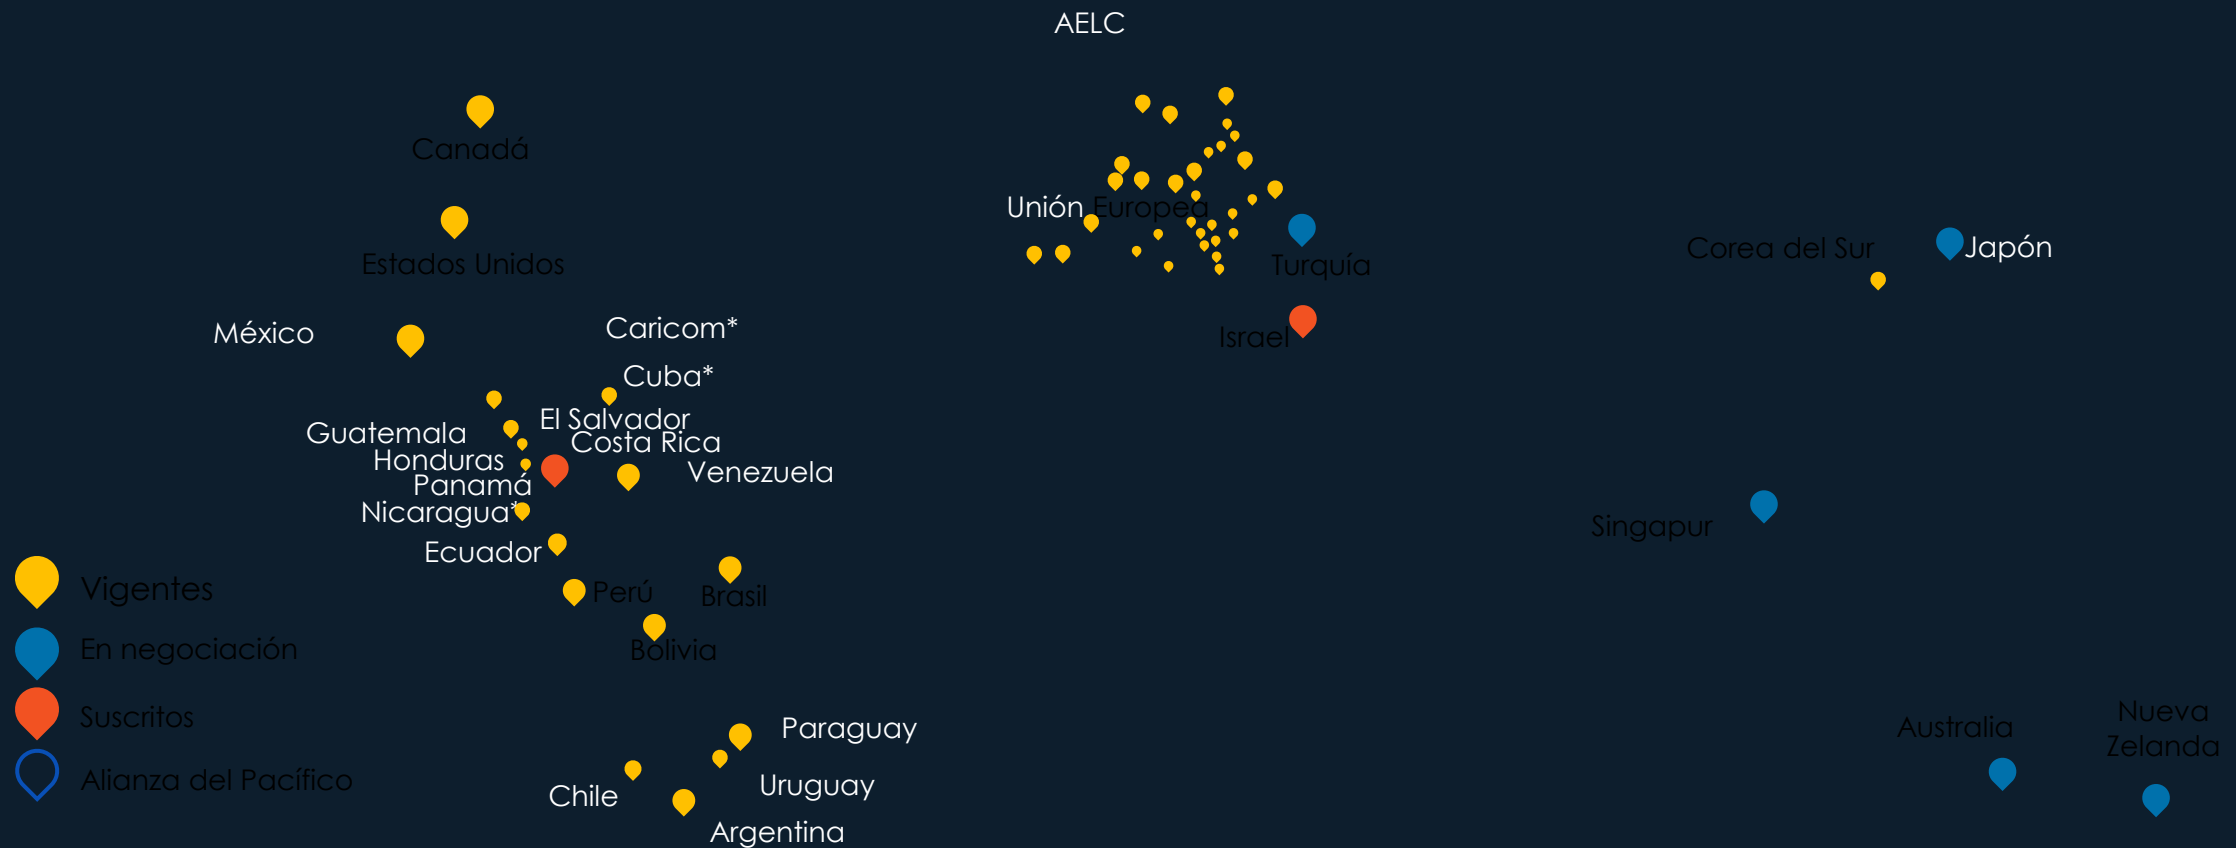 AELC
Canadá
Unión Europea
Estados Unidos
Turquía
Corea del Sur
Japón
Israel
México
Caricom*
Cuba*
El Salvador
Guatemala
Costa Rica
Honduras
Venezuela
Panamá
Nicaragua*
Singapur
Ecuador
Perú
Brasil
Bolivia
Vigentes
En negociación
Suscritos
Alianza del Pacífico
Paraguay
Uruguay
Chile
Argentina
Australia
Nueva
Zelanda